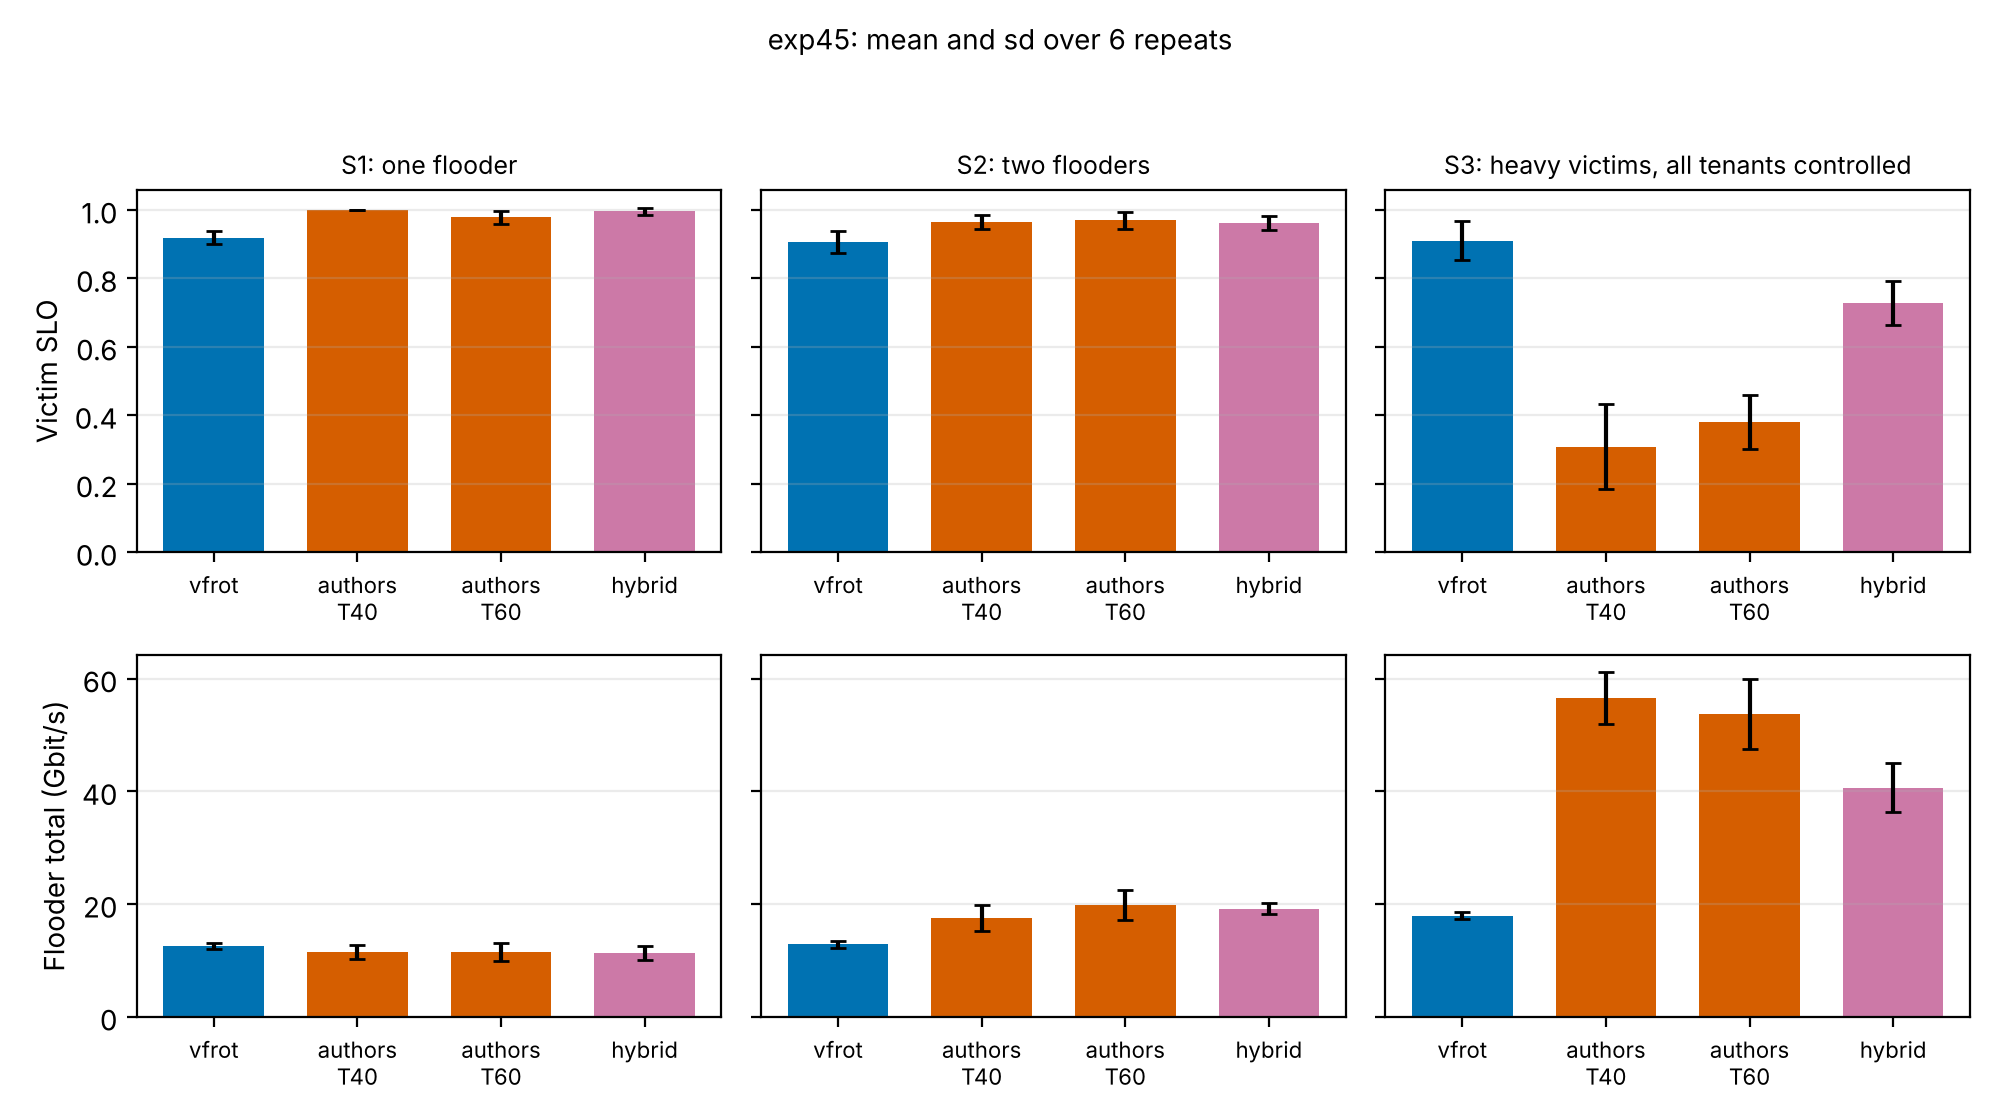 exp45: mean and sd over 6 repeats
S1: one flooder
S2: two flooders
S3: heavy victims, all tenants controlled
Victim SLO
1.0
0.8
0.6
0.4
0.2
0.0
vfrot
authors
T40
authors
T60
hybrid
vfrot
authors
T40
authors
T60
hybrid
vfrot
authors
T40
authors
T60
hybrid
Flooder total (Gbit/s)
60
40
20
0
vfrot
authors
T40
authors
T60
hybrid
vfrot
authors
T40
authors
T60
hybrid
vfrot
authors
T40
authors
T60
hybrid